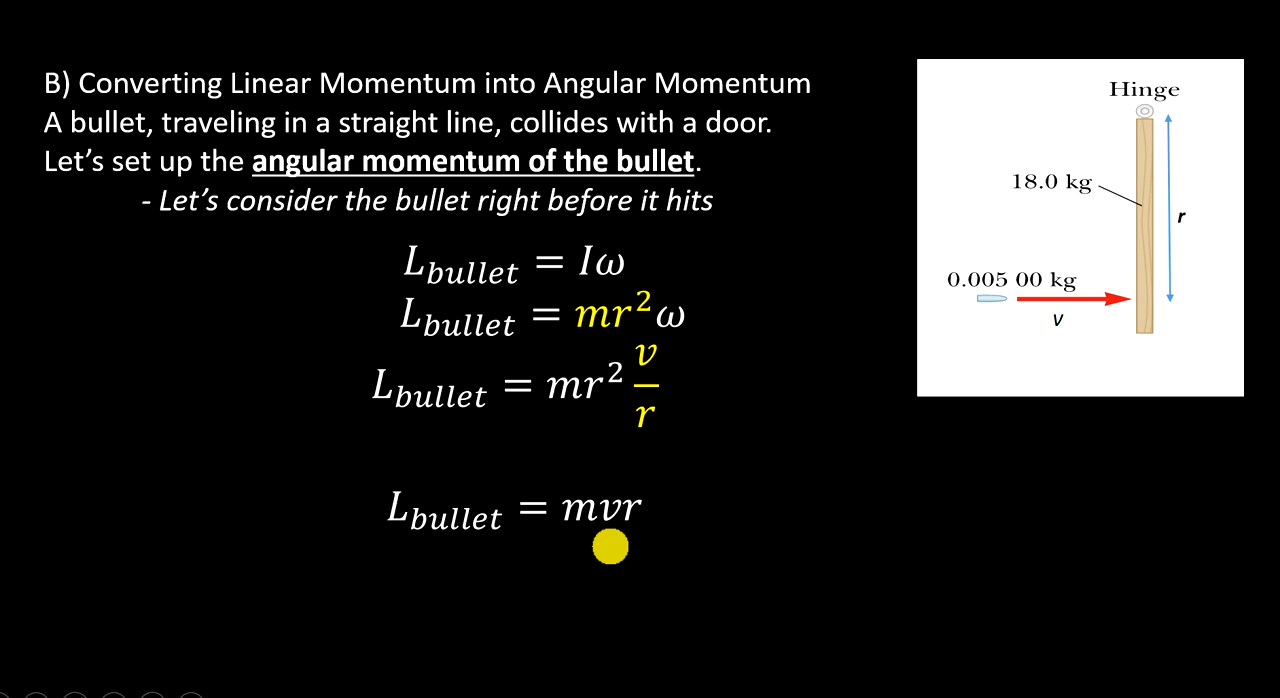 B) Converting Linear Momentum into Angular Momentum
A bullet, traveling in a straight line, collides with a door.
Let's set up the angular momentum of the bullet.
- Let's consider the bullet right before it hits
L_bullet = Iω
L_bullet = mr²ω
L_bullet = mr² v/r
L_bullet = mvr
Hinge
18.0 kg
r
0.005 00 kg
v